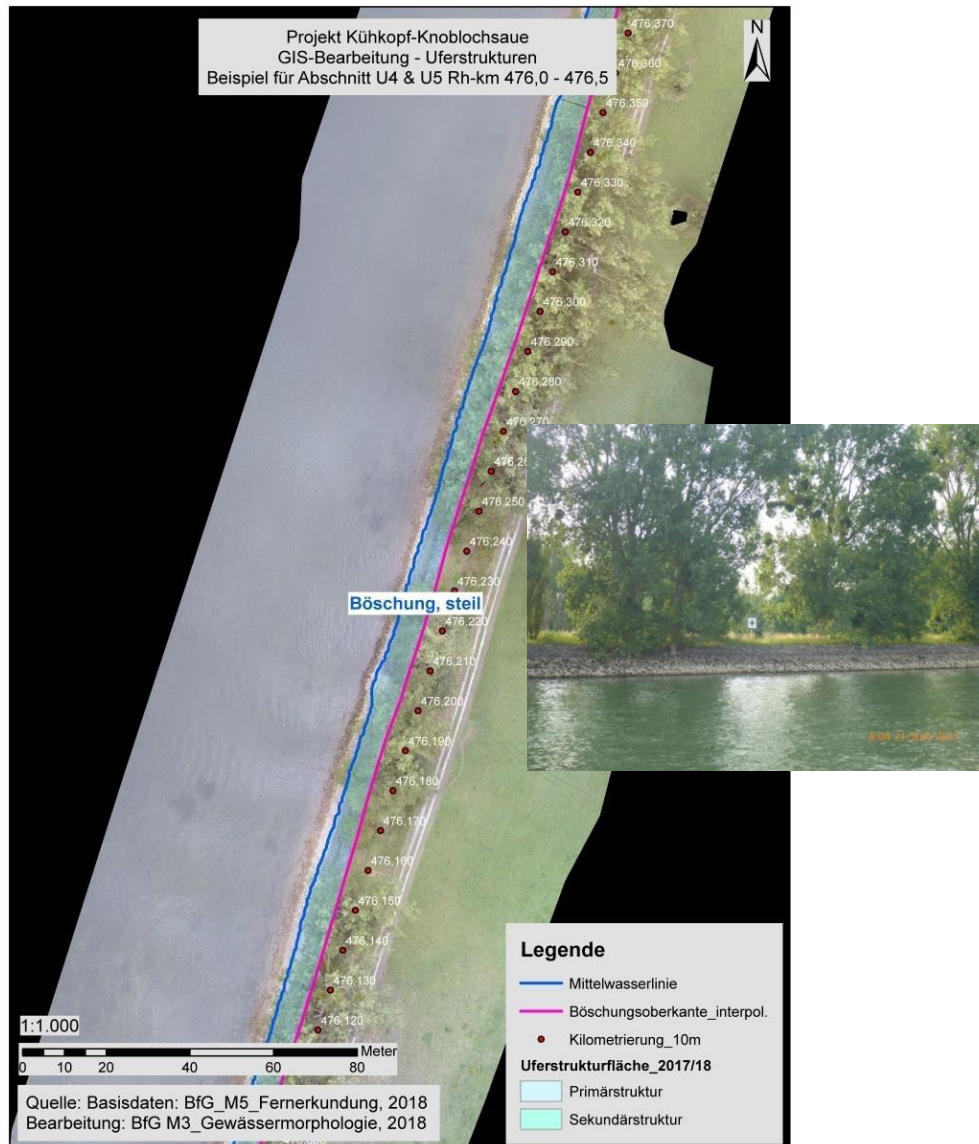 Projekt Kühkopf-Knoblochsaue
GIS-Bearbeitung - Uferstrukturen
Beispiel für Abschnitt U4 & U5 Rh-km 476,0 - 476,5
N
476,370
476,360
476,350
476,340
476,330
476,320
476,310
476,300
476,290
476,280
476,270
476,250
476,240
476,230
Böschung, steil
476,220
476,210
476,200
476,190
476,180
476,170
476,160
476,150
476,140
476,130
476,120
1:1.000
Meter
0 10 20 40 60 80
Quelle: Basisdaten: BfG_M5_Fernerkundung, 2018
Bearbeitung: BfG M3_Gewässermorphologie, 2018
Legende
Mittelwasserlinie
Böschungsoberkante_interpol.
Kilometrierung_10m
Uferstrukturfläche_2017/18
Primärstruktur
Sekundärstruktur